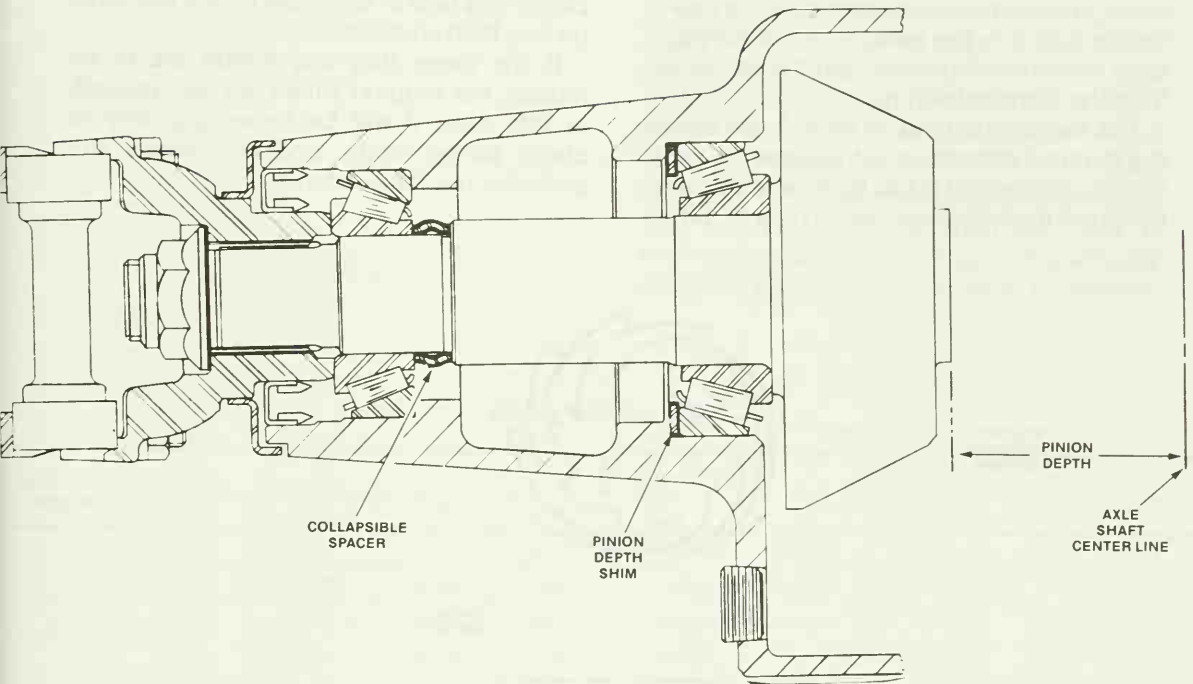 COLLAPSIBLE
SPACER
PINION
DEPTH
SHIM
PINION
DEPTH
AXLE
SHAFT
CENTER LINE